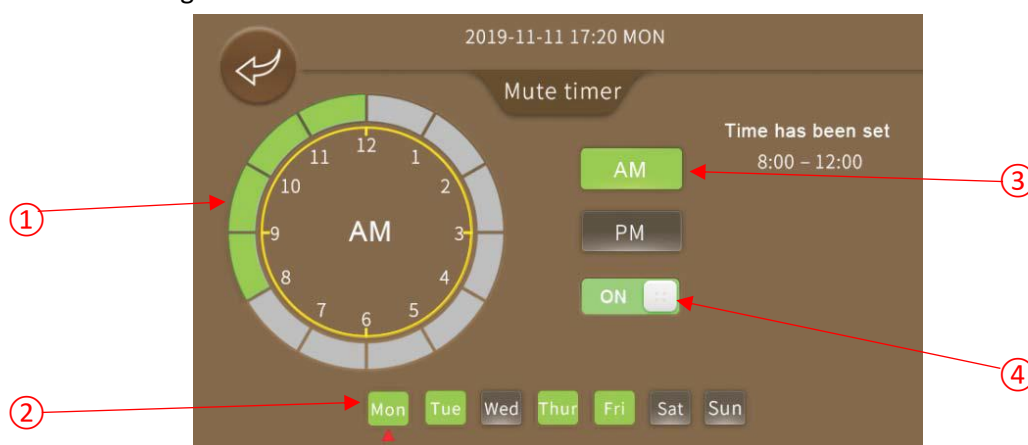 2019-11-11 17:20 MON
Mute timer
Time has been set
8:00 – 12:00
12
1
2
3
4
5
6
7
8
9
10
11
AM
AM
PM
ON
Mon Tue Wed Thur Fri Sat Sun
①
②
③
④